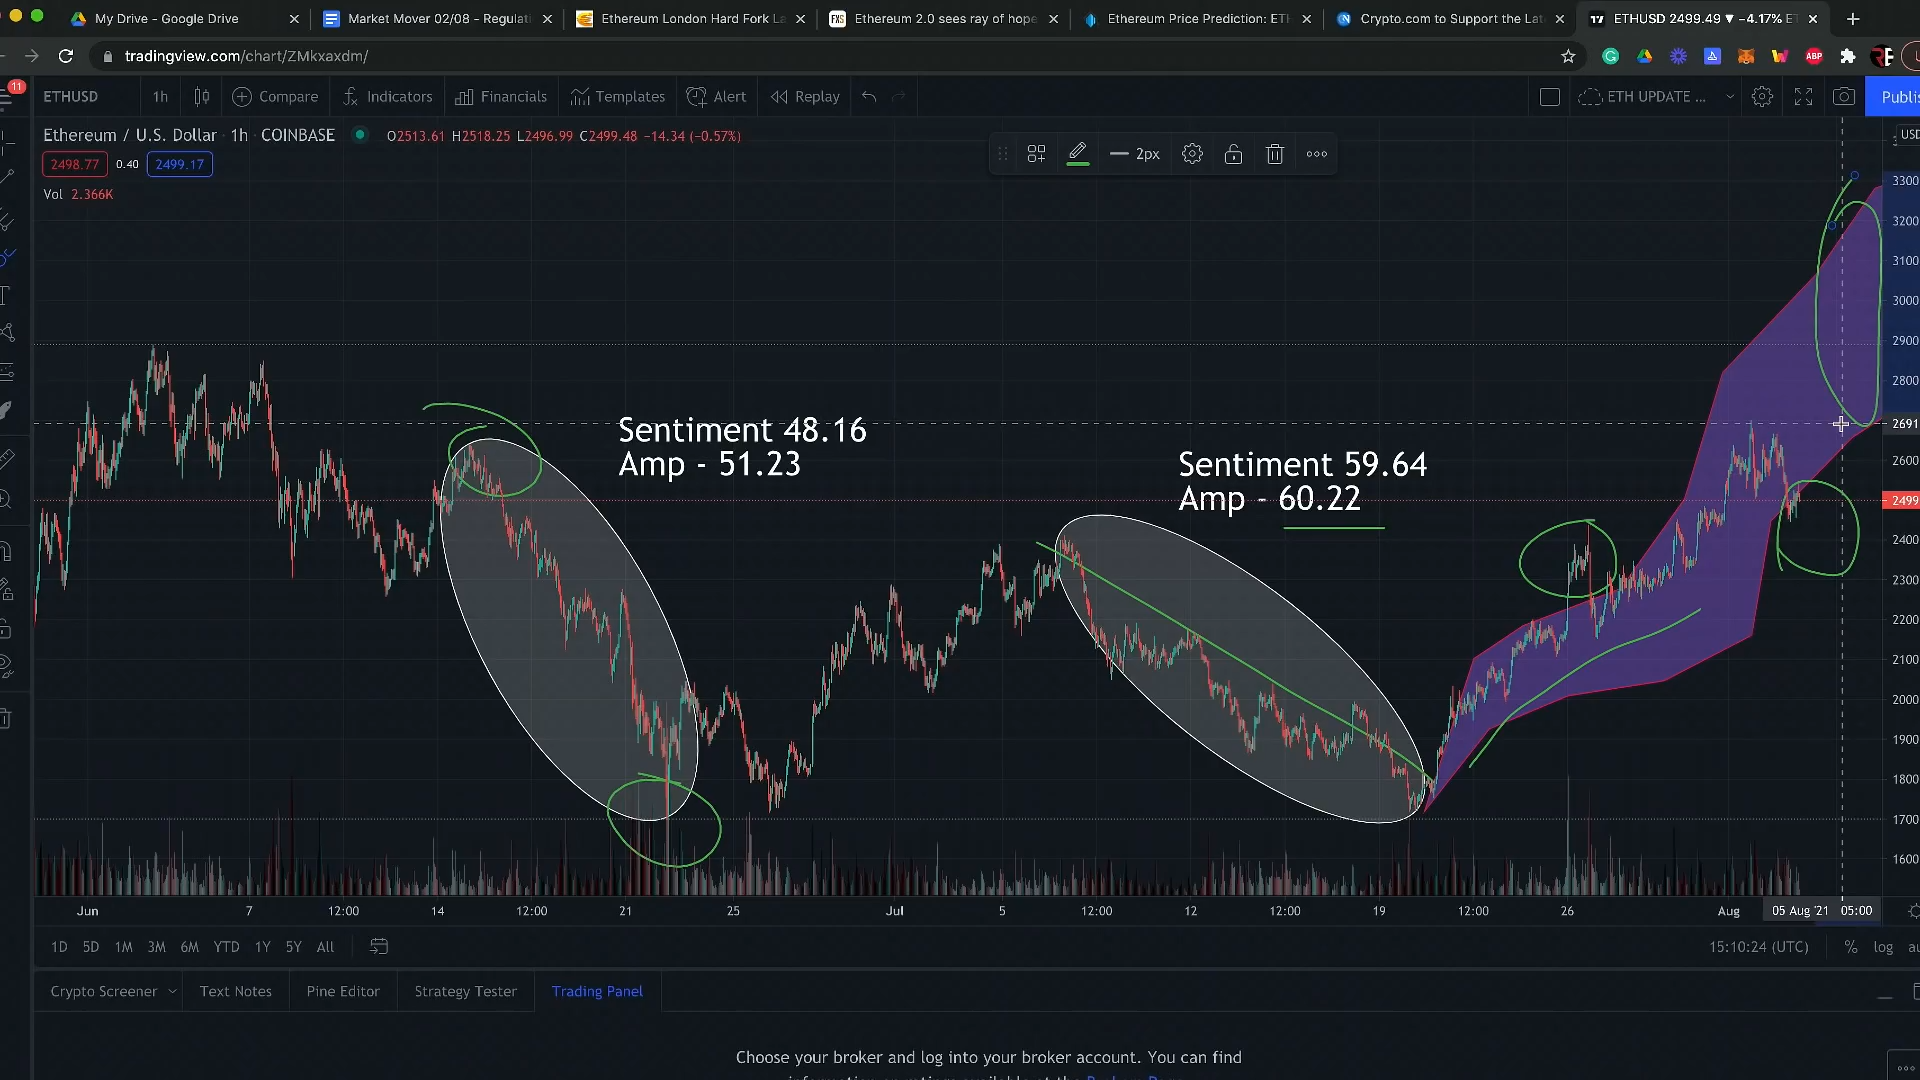 My Drive - Google Drive
Market Mover 02/08 - Regulati
Ethereum London Hard Fork La
FXS
Ethereum 2.0 sees ray of hope
Ethereum Price Prediction: ETH
Crypto.com to Support the Lat
ETHUSD 2499.49 ▼ −4.17% ET
tradingview.com/chart/ZMkxaxdm/
ABP
11
ETHUSD
1h
Compare
Indicators
Financials
Templates
Alert
Replay
ETH UPDATE ...
Publis
Ethereum / U.S. Dollar · 1h · COINBASE
O2513.61 H2518.25 L2496.99 C2499.48 −14.34 (−0.57%)
USD
2498.77
0.40
2499.17
2px
Vol 2.366K
3300
3200
3100
3000
2900
2800
2691
2600
2499
2400
2300
2200
2100
2000
1900
1800
1700
1600
Sentiment 48.16
Amp - 51.23
Sentiment 59.64
Amp - 60.22
Jun
7
12:00
14
12:00
21
25
Jul
5
12:00
12
12:00
19
12:00
26
Aug
05 Aug '21 05:00
1D
5D
1M
3M
6M
YTD
1Y
5Y
All
15:10:24 (UTC)
%
log
au
Crypto Screener
Text Notes
Pine Editor
Strategy Tester
Trading Panel
Choose your broker and log into your broker account. You can find